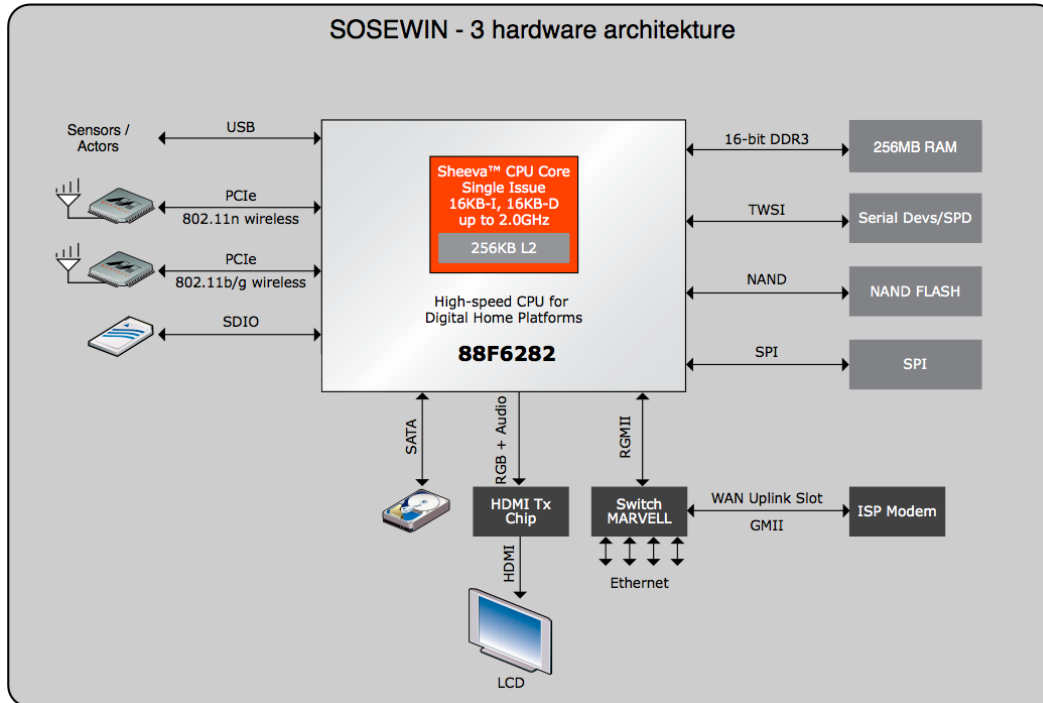 SOSEWIN - 3 hardware architekture
Sensors /
Actors
USB
PCIe
802.11n wireless
PCIe
802.11b/g wireless
SDIO
Sheeva™ CPU Core
Single Issue
16KB-I, 16KB-D
up to 2.0GHz
256KB L2
High-speed CPU for
Digital Home Platforms
88F6282
16-bit DDR3
256MB RAM
TWSI
Serial Devs/SPD
NAND
NAND FLASH
SPI
SPI
SATA
RGB + Audio
RGMII
HDMI Tx
Chip
Switch
MARVELL
WAN Uplink Slot
GMII
ISP Modem
HDMI
Ethernet
LCD